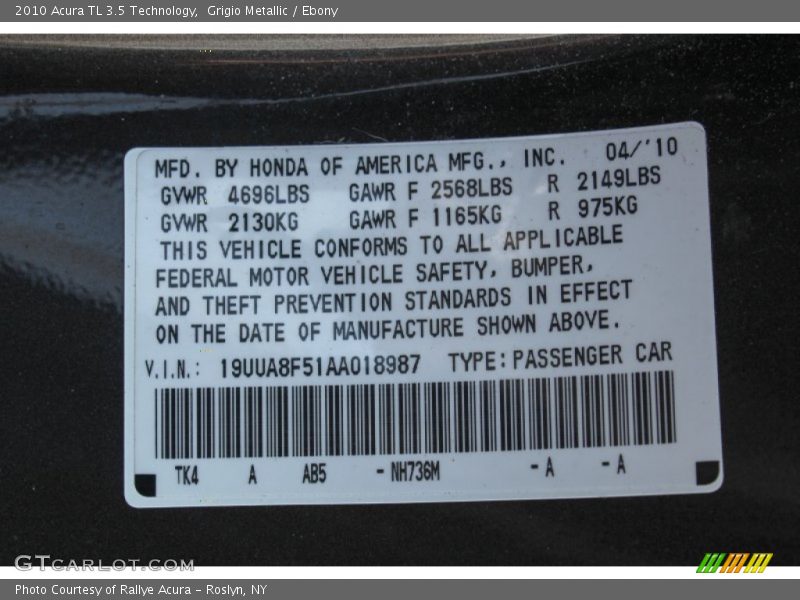 2010 Acura TL 3.5 Technology,  Grigio Metallic / Ebony
MFD. BY HONDA OF AMERICA MFG., INC. 04/'10
GVWR 4696LBS GAWR F 2568LBS R 2149LBS
GVWR 2130KG GAWR F 1165KG R 975KG
THIS VEHICLE CONFORMS TO ALL APPLICABLE
FEDERAL MOTOR VEHICLE SAFETY, BUMPER,
AND THEFT PREVENTION STANDARDS IN EFFECT
ON THE DATE OF MANUFACTURE SHOWN ABOVE.
V.I.N.: 19UUA8F51AA018987 TYPE:PASSENGER CAR
TK4 A AB5 -NH736M -A -A
GTCARLOT.COM
Photo Courtesy of Rallye Acura – Roslyn, NY